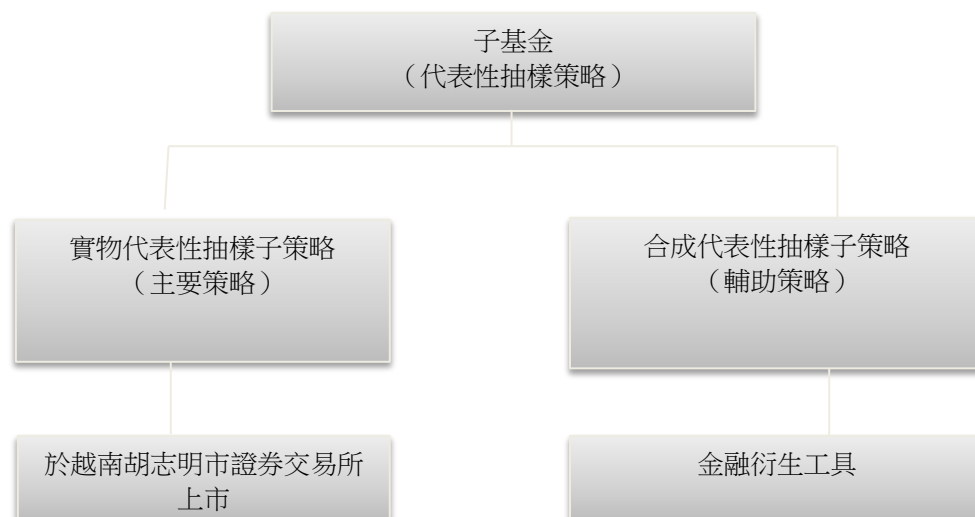 子基金
（代表性抽樣策略）
實物代表性抽樣子策略
（主要策略）
合成代表性抽樣子策略
（輔助策略）
於越南胡志明市證券交易所
上市
金融衍生工具